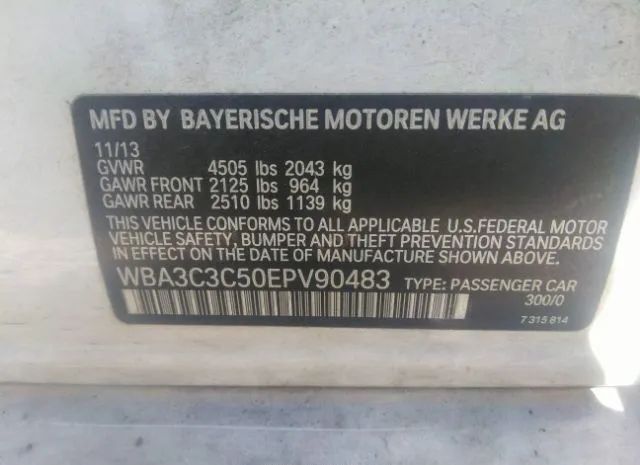 MFD BY BAYERISCHE MOTOREN WERKE AG
11/13
GVWR 4505 lbs 2043 kg
GAWR FRONT 2125 lbs 964 kg
GAWR REAR 2510 lbs 1139 kg
THIS VEHICLE CONFORMS TO ALL APPLICABLE U.S.FEDERAL MOTOR
VEHICLE SAFETY, BUMPER AND THEFT PREVENTION STANDARDS
IN EFFECT ON THE DATE OF MANUFACTURE SHOWN ABOVE.
WBA3C3C50EPV90483 TYPE: PASSENGER CAR
300/0
7 315 814